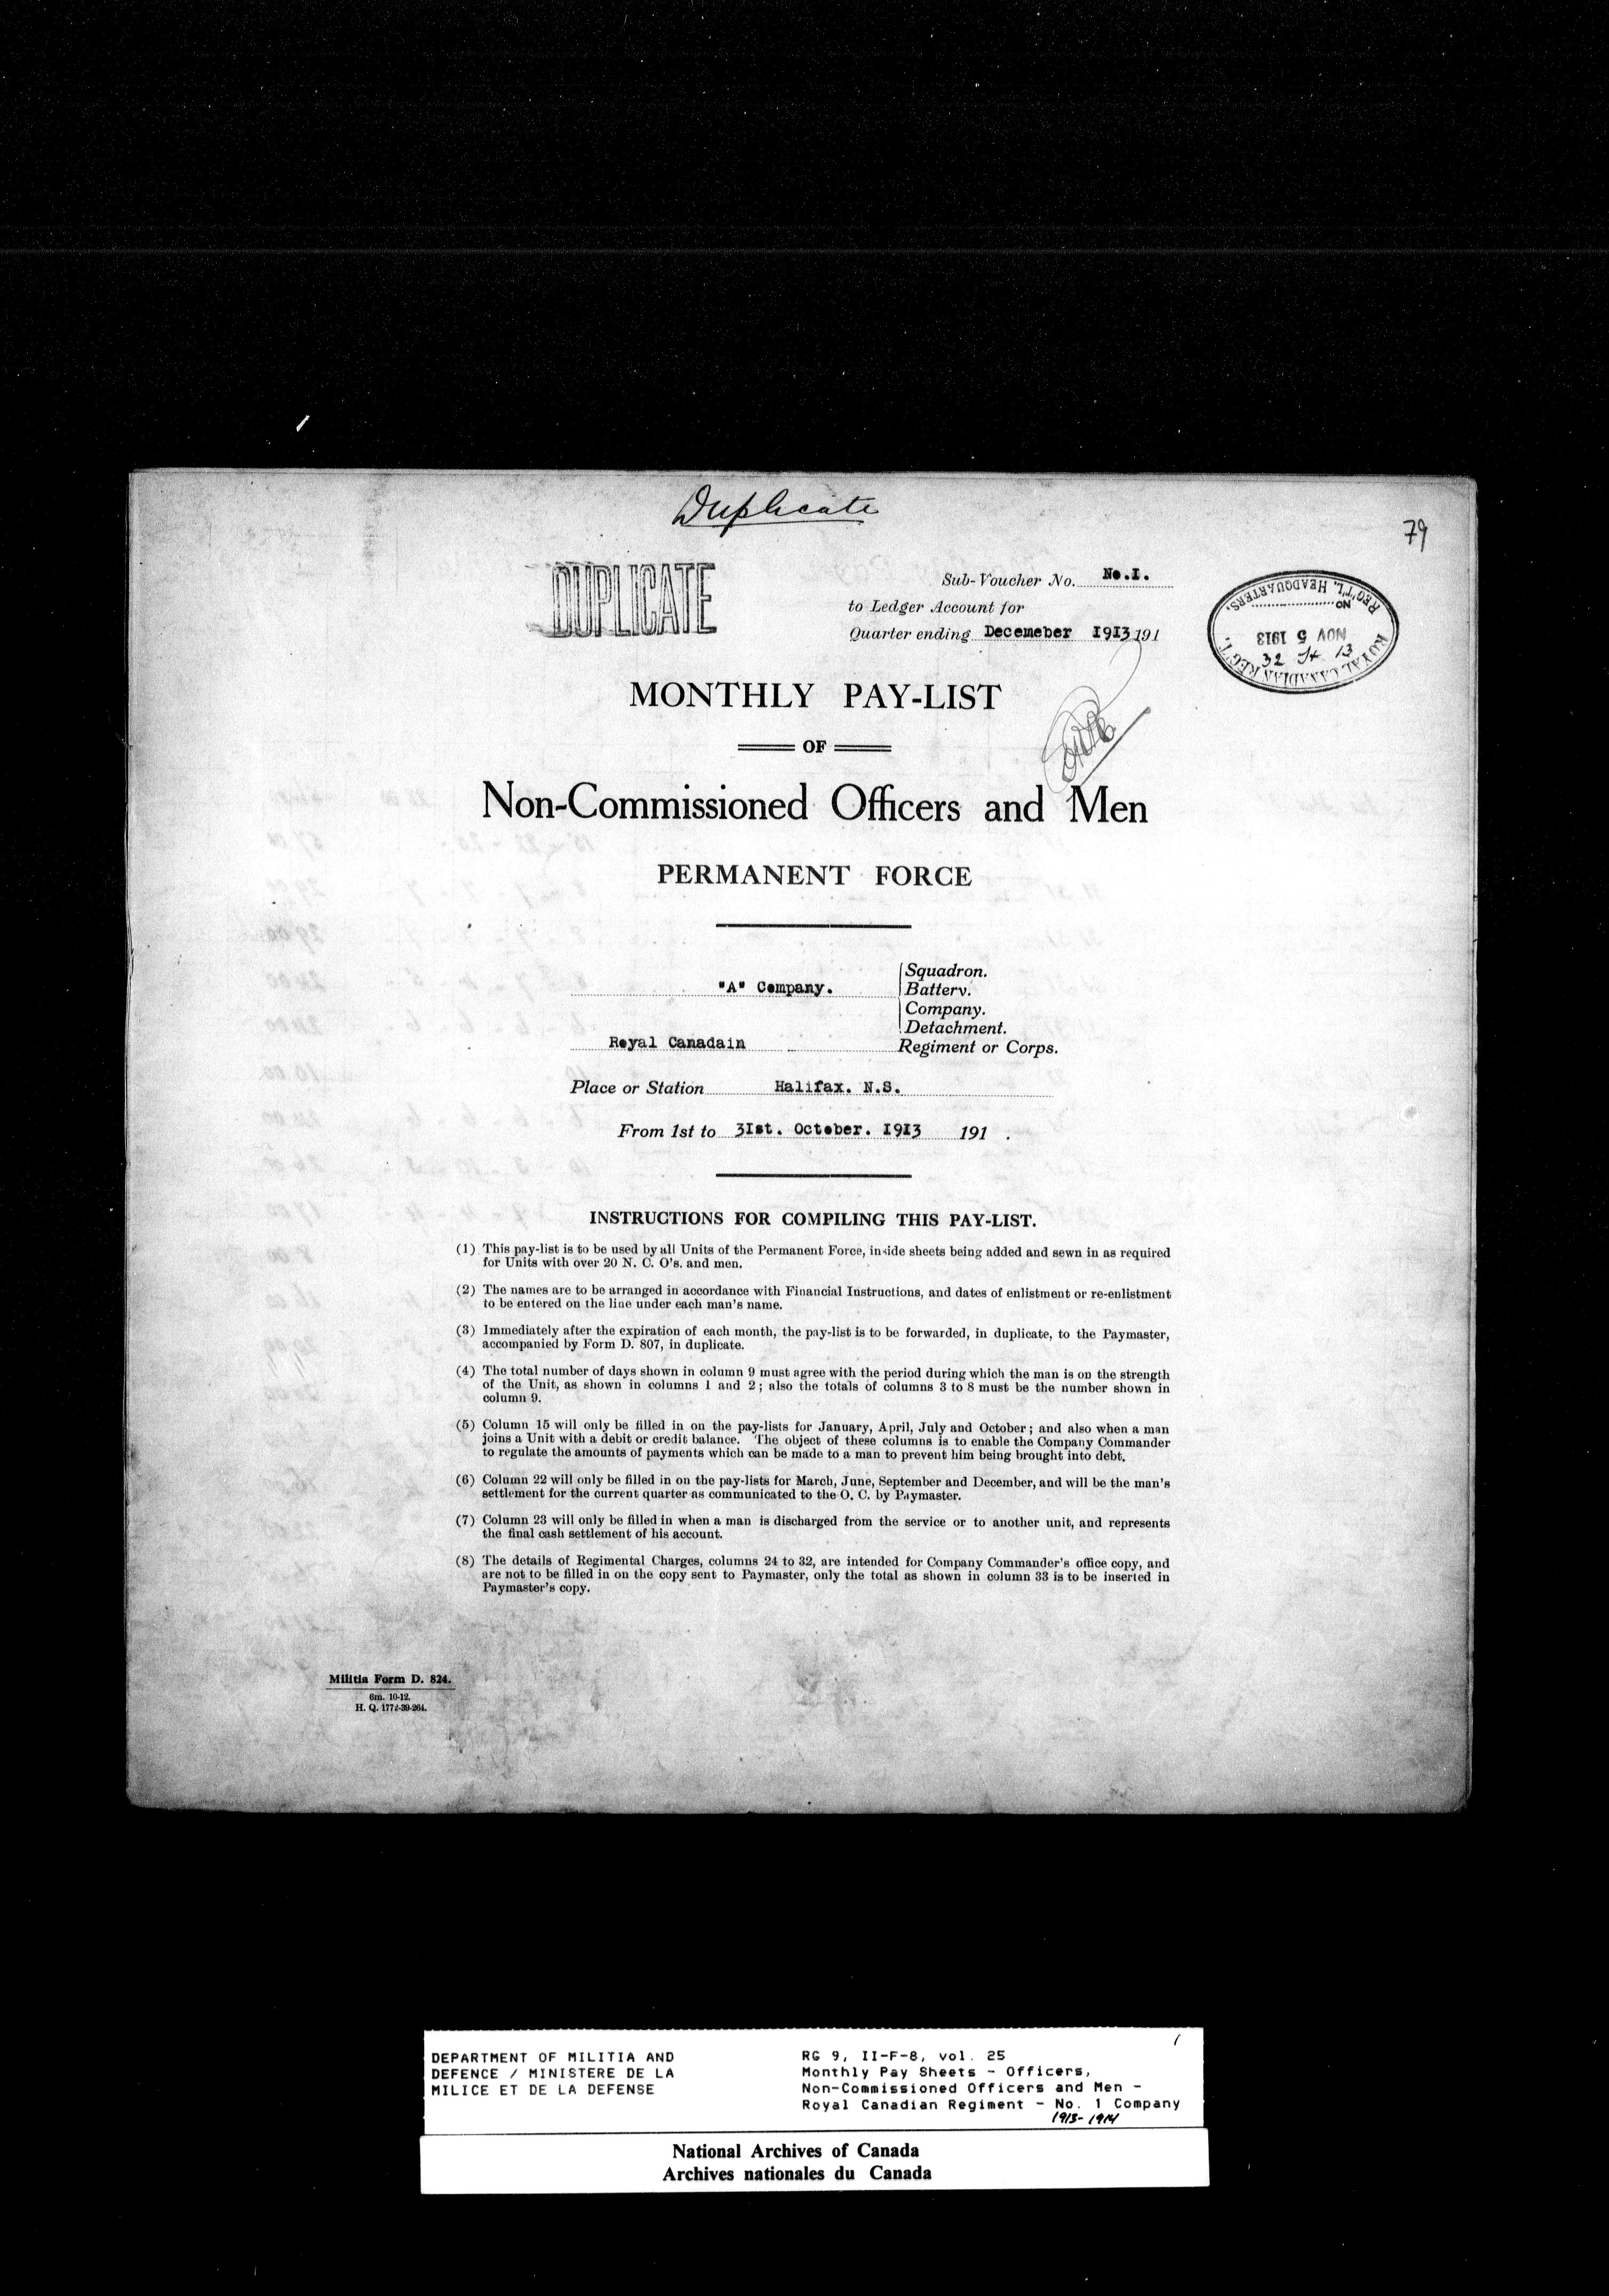 Duplicate
79
DUPLICATE
Sub-Voucher No. No.I.
to Ledger Account for
Quarter ending Decemeber 1913 191
ROYAL CANADIAN REG'T.
32 13
NOV 5 1913
NO
REG'T'L HEADQUARTERS.
MONTHLY PAY-LIST
OF
Non-Commissioned Officers and Men
PERMANENT FORCE
"A" Company.
Squadron.
Battery.
Company.
Detachment.
Royal Canadain Regiment or Corps.
Place or Station Halifax. N.S.
From 1st to 3Ist. October. I9I3 191 .
INSTRUCTIONS FOR COMPILING THIS PAY-LIST.
(1) This pay-list is to be used by all Units of the Permanent Force, inside sheets being added and sewn in as required
for Units with over 20 N. C. O's. and men.
(2) The names are to be arranged in accordance with Financial Instructions, and dates of enlistment or re-enlistment
to be entered on the line under each man's name.
(3) Immediately after the expiration of each month, the pay-list is to be forwarded, in duplicate, to the Paymaster,
accompanied by Form D. 807, in duplicate.
(4) The total number of days shown in column 9 must agree with the period during which the man is on the strength
of the Unit, as shown in columns 1 and 2; also the totals of columns 3 to 8 must be the number shown in
column 9.
(5) Column 15 will only be filled in on the pay-lists for January, April, July and October; and also when a man
joins a Unit with a debit or credit balance. The object of these columns is to enable the Company Commander
to regulate the amounts of payments which can be made to a man to prevent him being brought into debt.
(6) Column 22 will only be filled in on the pay-lists for March, June, September and December, and will be the man's
settlement for the current quarter as communicated to the O. C. by Paymaster.
(7) Column 23 will only be filled in when a man is discharged from the service or to another unit, and represents
the final cash settlement of his account.
(8) The details of Regimental Charges, columns 24 to 32, are intended for Company Commander's office copy, and
are not to be filled in on the copy sent to Paymaster, only the total as shown in column 33 is to be inserted in
Paymaster's copy.
Militia Form D. 824.
6m. 10-12.
H. Q. 1772-39-264.
DEPARTMENT OF MILITIA AND
DEFENCE / MINISTERE DE LA
MILICE ET DE LA DEFENSE
RG 9, II-F-8, vol. 25
Monthly Pay Sheets - Officers,
Non-Commissioned Officers and Men -
Royal Canadian Regiment - No. 1 Company
1913-1914
National Archives of Canada
Archives nationales du Canada